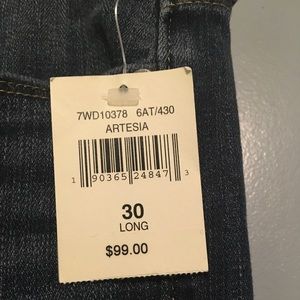 7WD10378 6AT/430
ARTESIA
1 90365 24847 3
30
LONG
$99.00